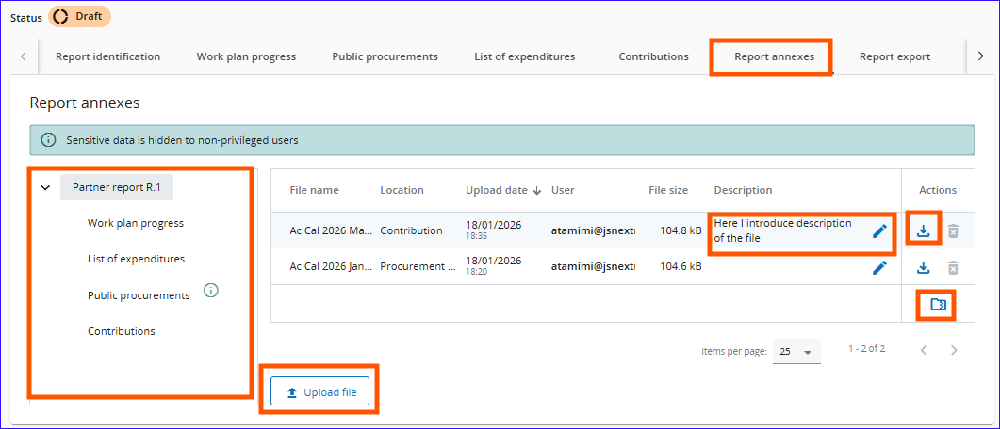 Status Draft
Report identification Work plan progress Public procurements List of expenditures Contributions Report annexes Report export
Report annexes
Sensitive data is hidden to non-privileged users
Partner report R.1
Work plan progress
List of expenditures
Public procurements
Contributions
File name Location Upload date User File size Description Actions
Ac Cal 2026 Ma... Contribution 18/01/2026 18:35 atamimi@jsnext 104.8 kB Here I introduce description of the file
Ac Cal 2026 Jan... Procurement ... 18/01/2026 18:20 atamimi@jsnext 104.6 kB
Items per page: 25 1 - 2 of 2
Upload file